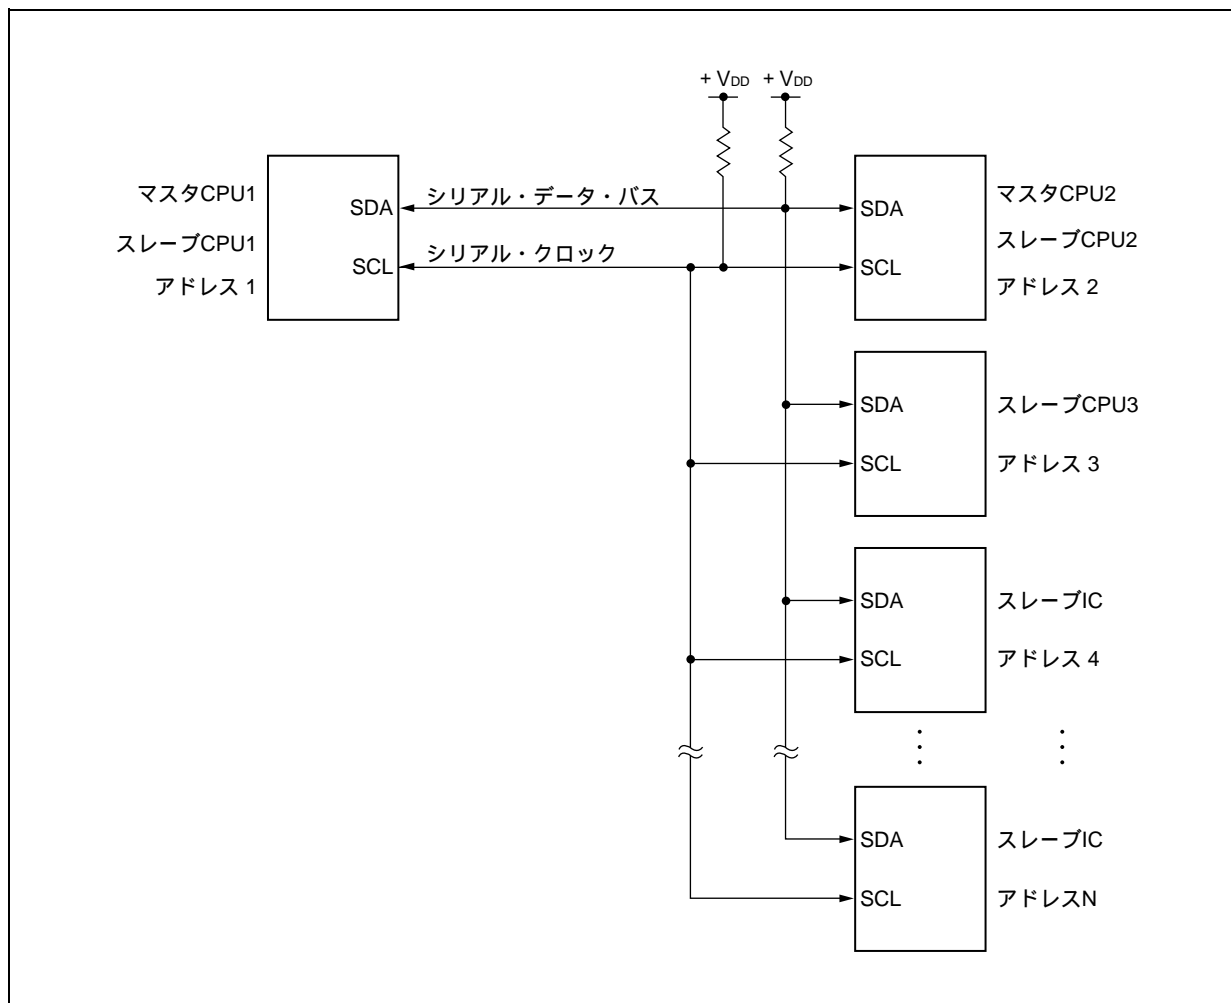 + VDD + VDD
マスタCPU1
スレーブCPU1
アドレス 1
SDA
SCL
シリアル・データ・バス
シリアル・クロック
SDA
SCL
マスタCPU2
スレーブCPU2
アドレス 2
SDA
SCL
スレーブCPU3
アドレス 3
SDA
SCL
スレーブIC
アドレス 4
SDA
SCL
スレーブIC
アドレスN